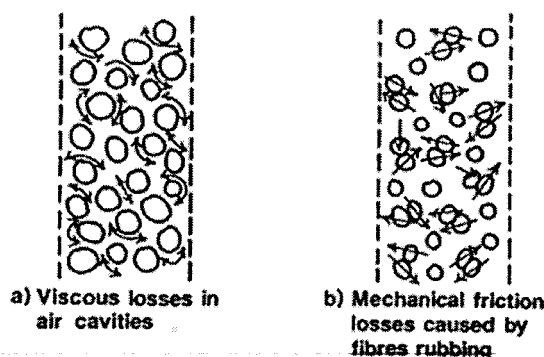 a) Viscous losses in
air cavities
b) Mechanical friction
losses caused by
fibres rubbing